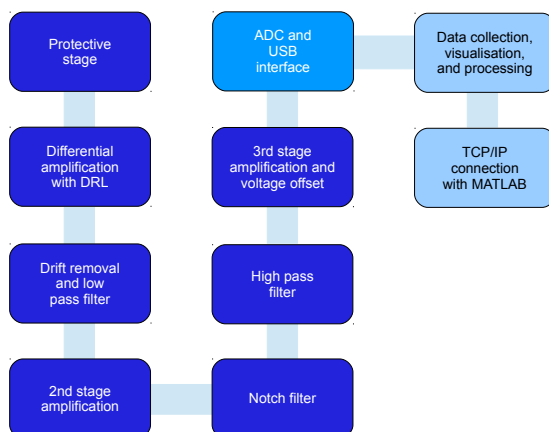 Protective
stage
Differential
amplification
with DRL
Drift removal
and low
pass filter
2nd stage
amplification
Notch filter
High pass
filter
3rd stage
amplification and
voltage offset
ADC and
USB
interface
Data collection,
visualisation,
and processing
TCP/IP
connection
with MATLAB